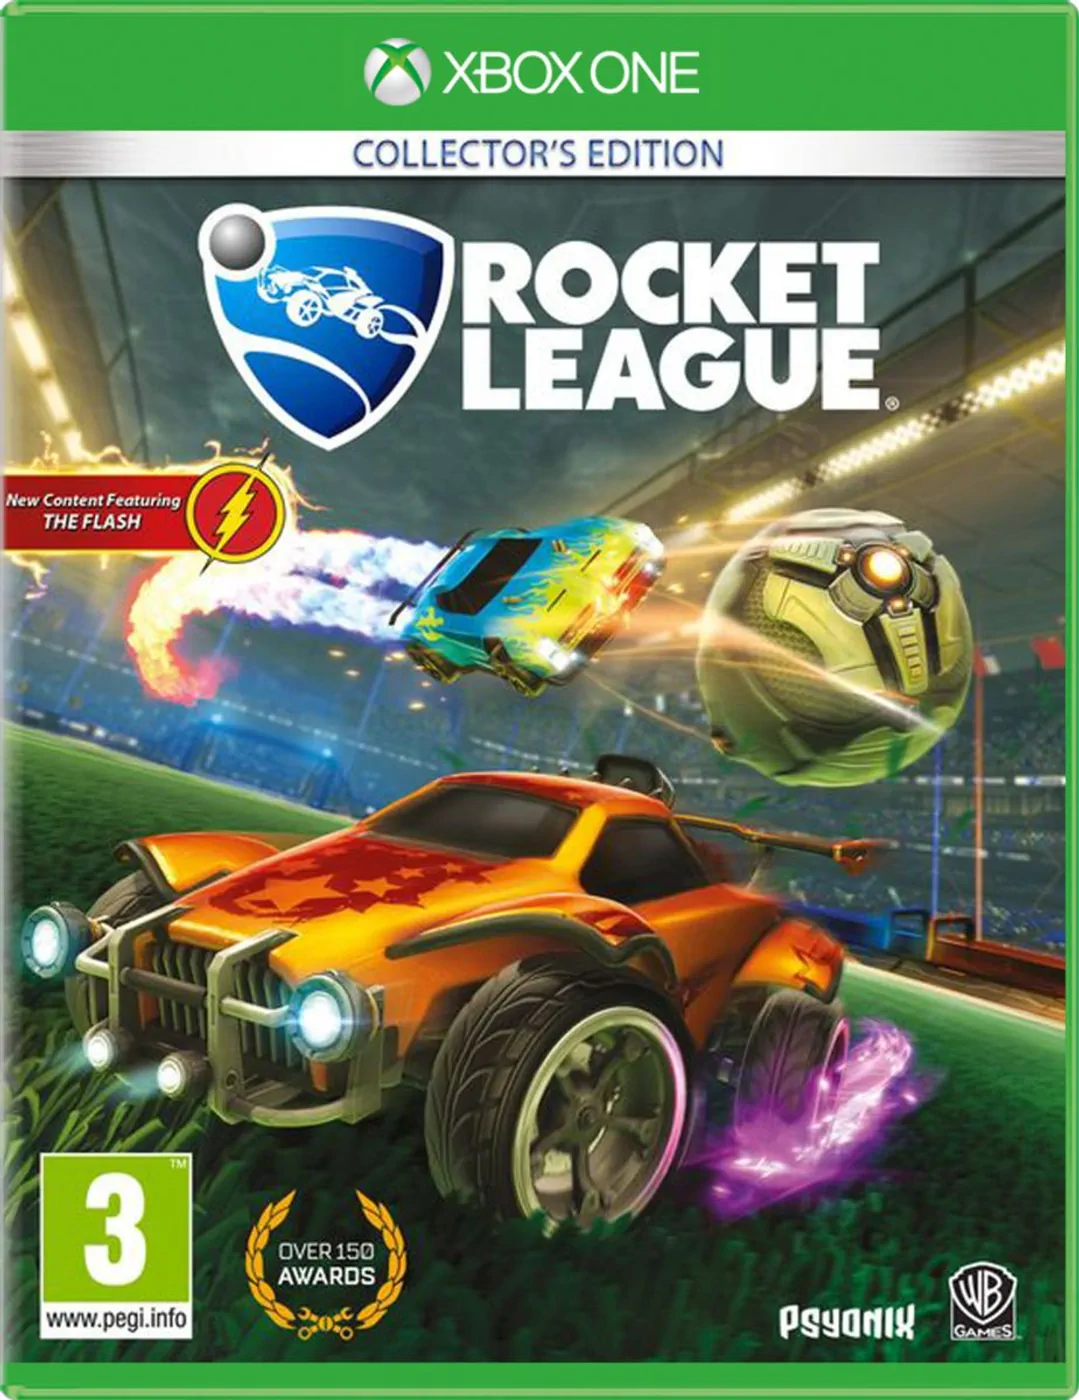 XBOX ONE
COLLECTOR'S EDITION
ROCKET
LEAGUE®
New Content Featuring
THE FLASH
3™
www.pegi.info
OVER 150
AWARDS
PSYONIX
WB
GAMES